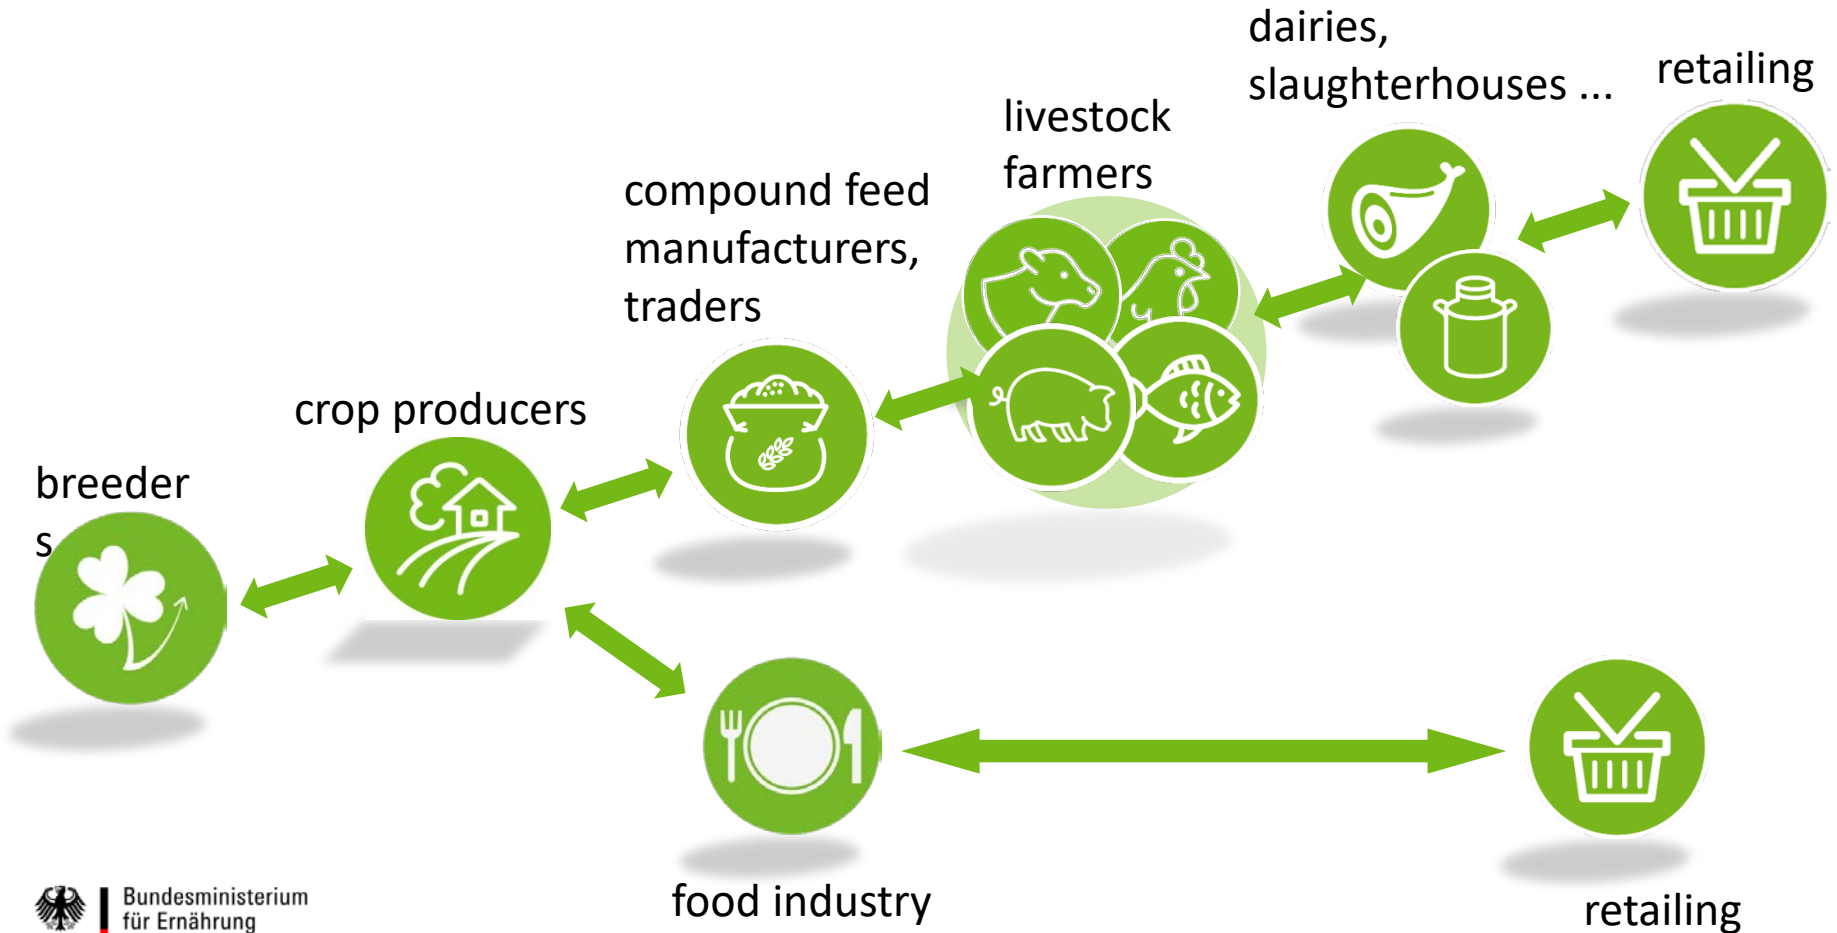 dairies,
slaughterhouses ...
retailing
livestock
farmers
compound feed
manufacturers,
traders
crop producers
breeder
s
food industry
retailing
Bundesministerium
für Ernährung